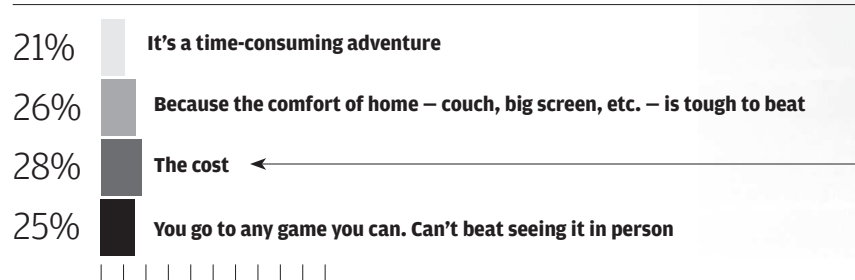 21% It's a time-consuming adventure
26% Because the comfort of home – couch, big screen, etc. – is tough to beat
28% The cost
25% You go to any game you can. Can't beat seeing it in person